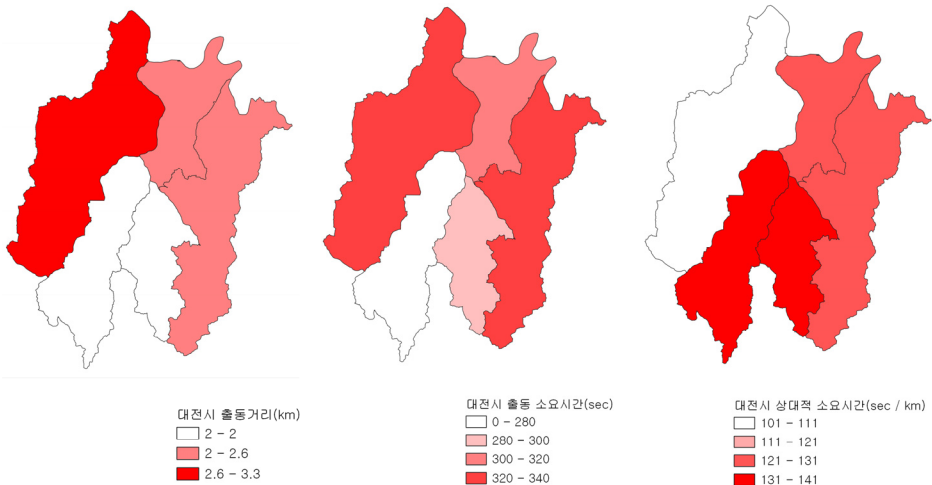 대전시 출동거리(km)
2 - 2
2 - 2.6
2.6 - 3.3
대전시 출동 소요시간(sec)
0 - 280
280 - 300
300 - 320
320 - 340
대전시 상대적 소요시간(sec / km)
101 - 111
111 - 121
121 - 131
131 - 141